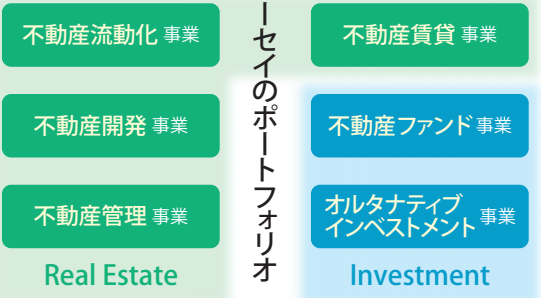 不動産流動化 事業
不動産開発 事業
不動産管理 事業
Real Estate
ーセイのポートフォリオ
不動産賃貸 事業
不動産ファンド 事業
オルタナティブ
インベストメント 事業
Investment